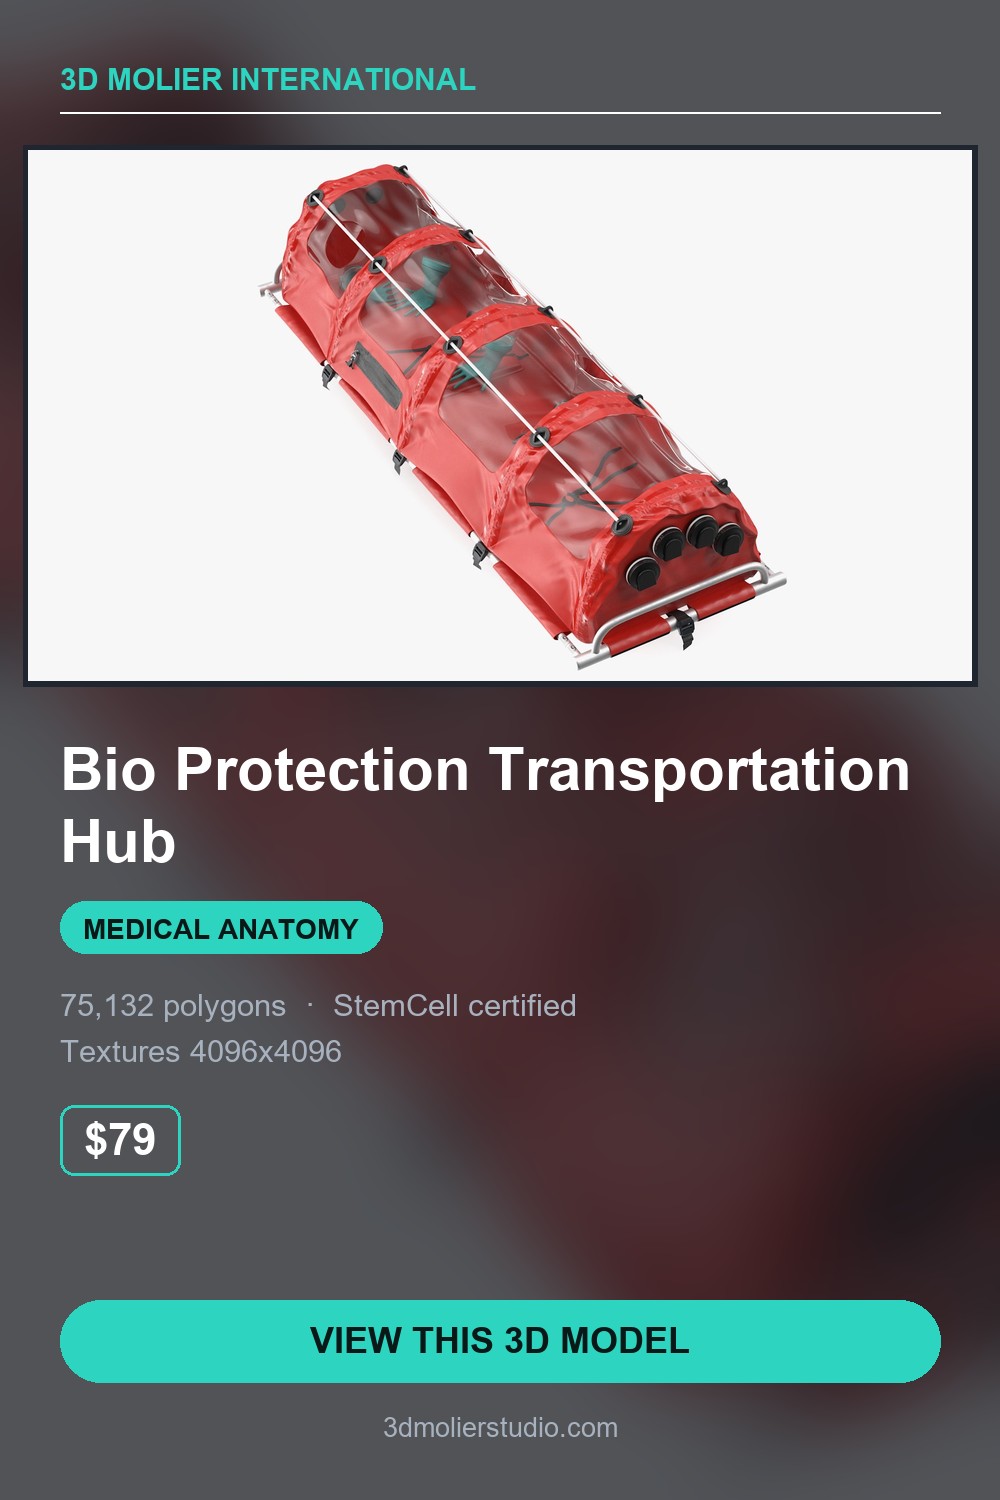 3D MOLIER INTERNATIONAL
Bio Protection Transportation
Hub
MEDICAL ANATOMY
75,132 polygons · StemCell certified
Textures 4096x4096
$79
VIEW THIS 3D MODEL
3dmolierstudio.com